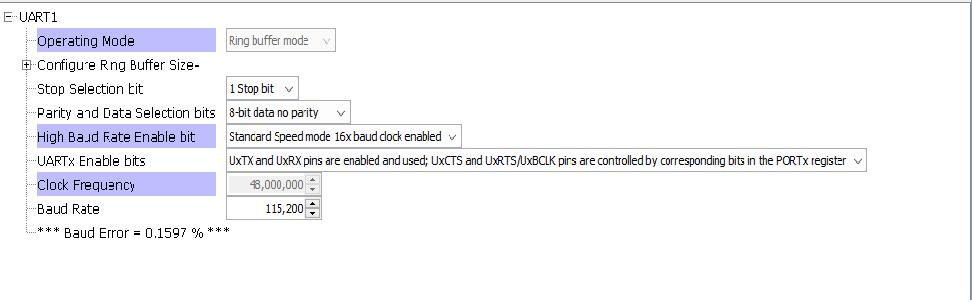 UART1
Operating Mode Ring buffer mode
Configure Ring Buffer Size-
Stop Selection bit 1 Stop bit
Parity and Data Selection bits 8-bit data no parity
High Baud Rate Enable bit Standard Speed mode 16x baud clock enabled
UARTx Enable bits UxTX and UxRX pins are enabled and used; UxCTS and UxRTS/UxBCLK pins are controlled by corresponding bits in the PORTx register
Clock Frequency 48,000,000
Baud Rate 115,200
*** Baud Error = 0.1597 % ***